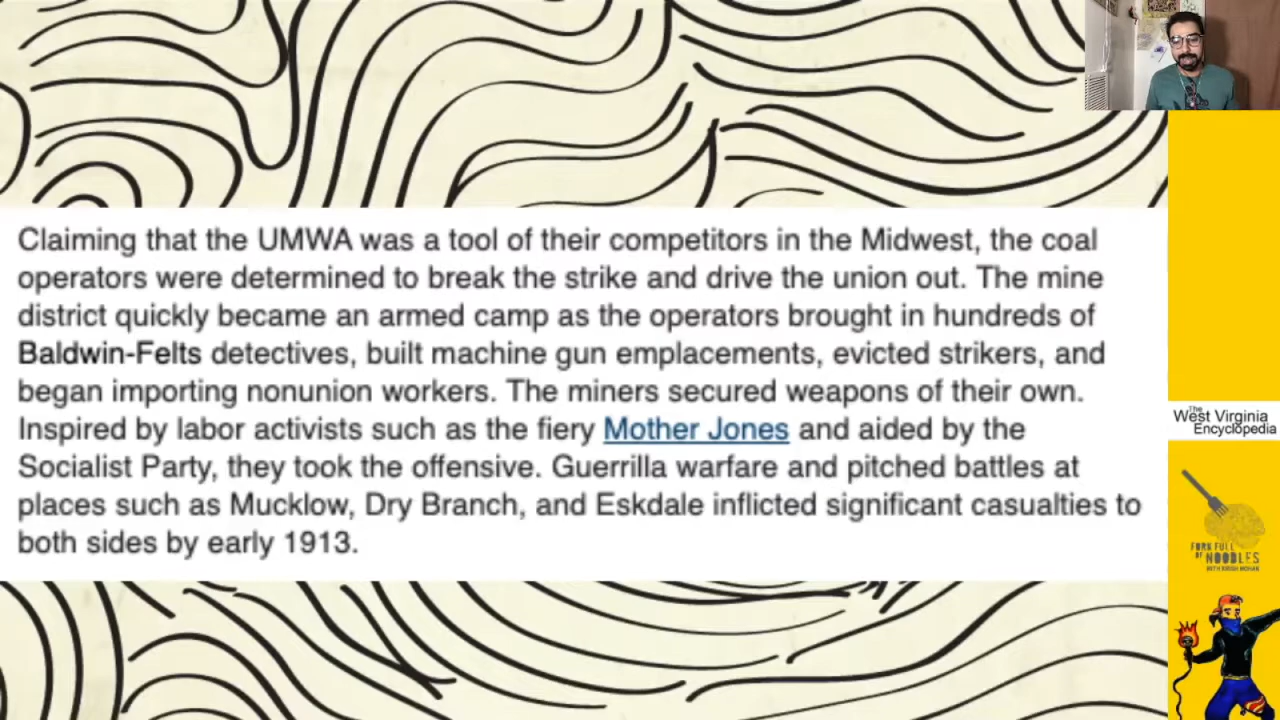 Claiming that the UMWA was a tool of their competitors in the Midwest, the coal
operators were determined to break the strike and drive the union out. The mine
district quickly became an armed camp as the operators brought in hundreds of
Baldwin-Felts detectives, built machine gun emplacements, evicted strikers, and
began importing nonunion workers. The miners secured weapons of their own.
Inspired by labor activists such as the fiery Mother Jones and aided by the
Socialist Party, they took the offensive. Guerrilla warfare and pitched battles at
places such as Mucklow, Dry Branch, and Eskdale inflicted significant casualties to
both sides by early 1913.
The
West Virginia
Encyclopedia
FORK FULL
OF NOODLES
WITH KRISH MOHAN